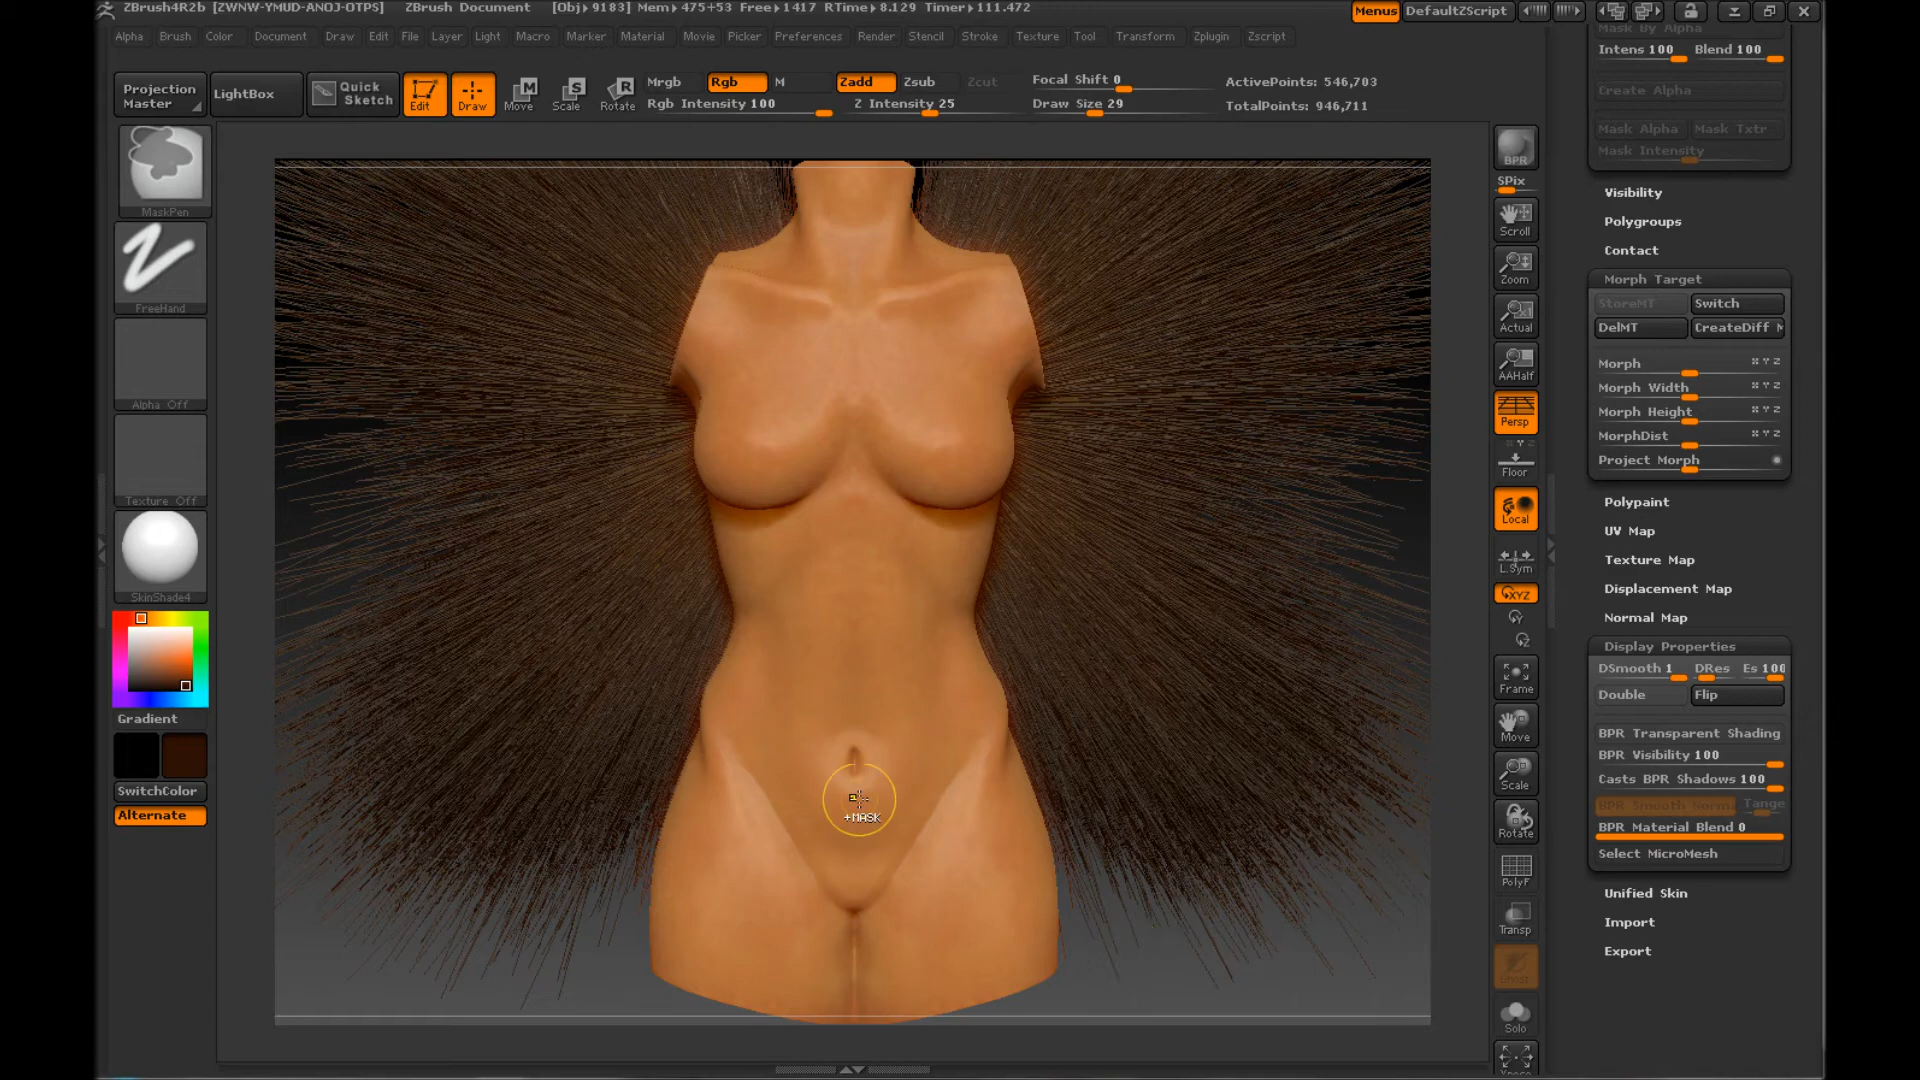 ZBrush4R2b [ZWNW-YMUD-ANOJ-OTPS] ZBrush Document [Obj▸ 9183] Mem▸475+53 Free▸1417 RTime▸8.129 Timer▸111.472
Menus DefaultZScript
Alpha Brush Color Document Draw Edit File Layer Light Macro Marker Material Movie Picker Preferences Render Stencil Stroke Texture Tool Transform Zplugin Zscript
Projection Master
LightBox
Quick Sketch
Edit
Draw
Move
Scale
Rotate
Mrgb Rgb M Zadd Zsub Zcut
Rgb Intensity 100 Z Intensity 25
Focal Shift 0
Draw Size 29
ActivePoints: 546,703
TotalPoints: 946,711
MaskPen
FreeHand
Alpha Off
Texture Off
SkinShade4
Gradient
SwitchColor
Alternate
+MASK
BPR
SPix
Scroll
Zoom
Actual
AAHalf
Persp
Floor
Local
L.Sym
XYZ
Frame
Move
Scale
Rotate
PolyF
Transp
Solo
Mask By Alpha
Intens 100 Blend 100
Create Alpha
Mask Alpha Mask Txtr
Mask Intensity
Visibility
Polygroups
Contact
Morph Target
StoreMT Switch
DelMT CreateDiff M
Morph X Y Z
Morph Width X Y Z
Morph Height X Y Z
MorphDist X Y Z
Project Morph
Polypaint
UV Map
Texture Map
Displacement Map
Normal Map
Display Properties
DSmooth 1 DRes Es 100
Double Flip
BPR Transparent Shading
BPR Visibility 100
Casts BPR Shadows 100
BPR Smooth Norma Tange
BPR Material Blend 0
Select MicroMesh
Unified Skin
Import
Export